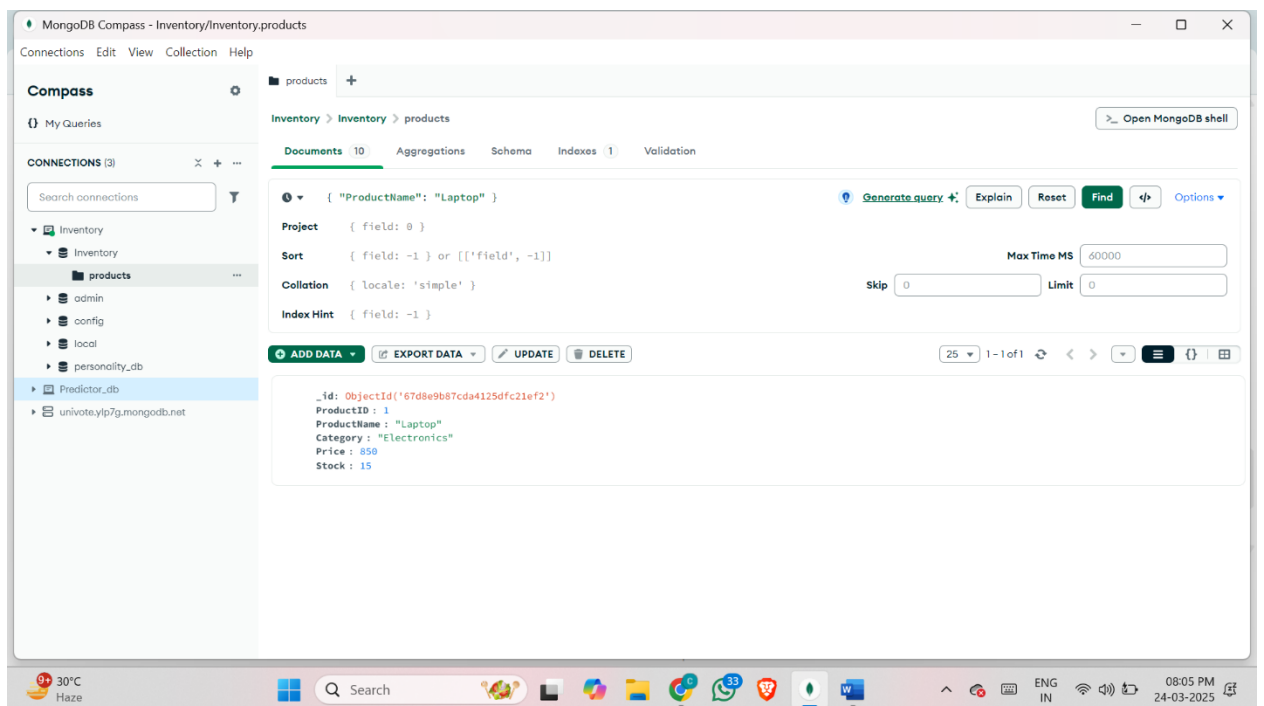 MongoDB Compass - Inventory/Inventory.products
Connections Edit View Collection Help
Compass
{} My Queries
CONNECTIONS (3)
Search connections
Inventory
Inventory
products
admin
config
local
personality_db
Predictor_db
univote.ylp7g.mongodb.net
products
Inventory > Inventory > products
>_ Open MongoDB shell
Documents 10 Aggregations Schema Indexes 1 Validation
{ "ProductName": "Laptop" }
Generate query Explain Reset Find </> Options
Project { field: 0 }
Sort { field: -1 } or [['field', -1]] Max Time MS 60000
Collation { locale: 'simple' } Skip 0 Limit 0
Index Hint { field: -1 }
ADD DATA EXPORT DATA UPDATE DELETE 25 1-1 of 1 {}
_id: ObjectId('67d8e9b87cda4125dfc21ef2')
ProductID : 1
ProductName : "Laptop"
Category : "Electronics"
Price : 850
Stock : 15
9+ 30°C
Haze
Search
C
33
W
ENG
IN
08:05 PM
24-03-2025